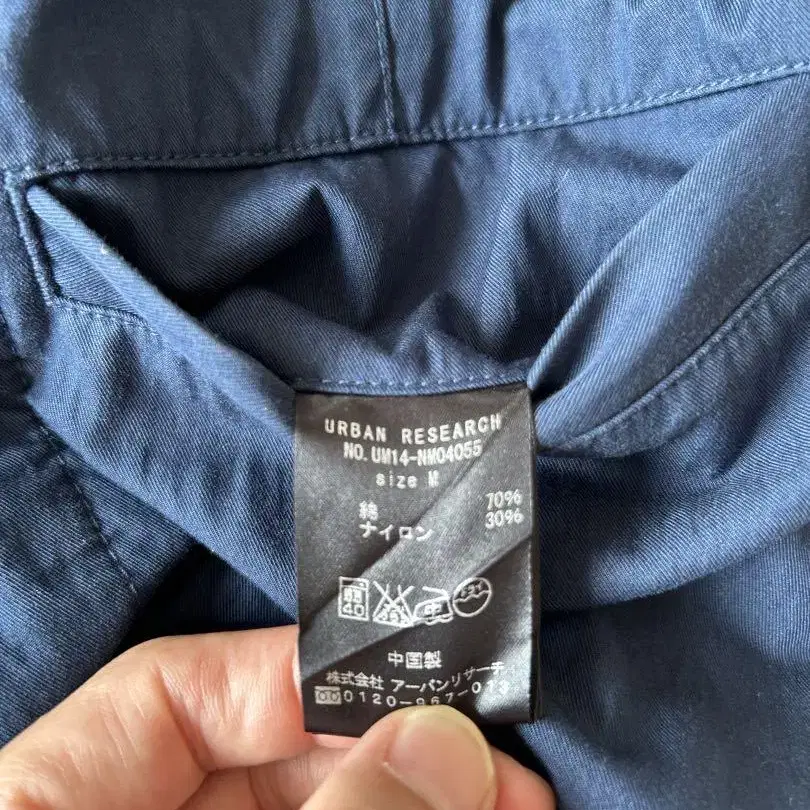 URBAN RESEARCH
NO. UM14-NM04055
size M
綿 70%
ナイロン 30%
40
中国製
株式会社 アーバンリサーチ
0120-967-013